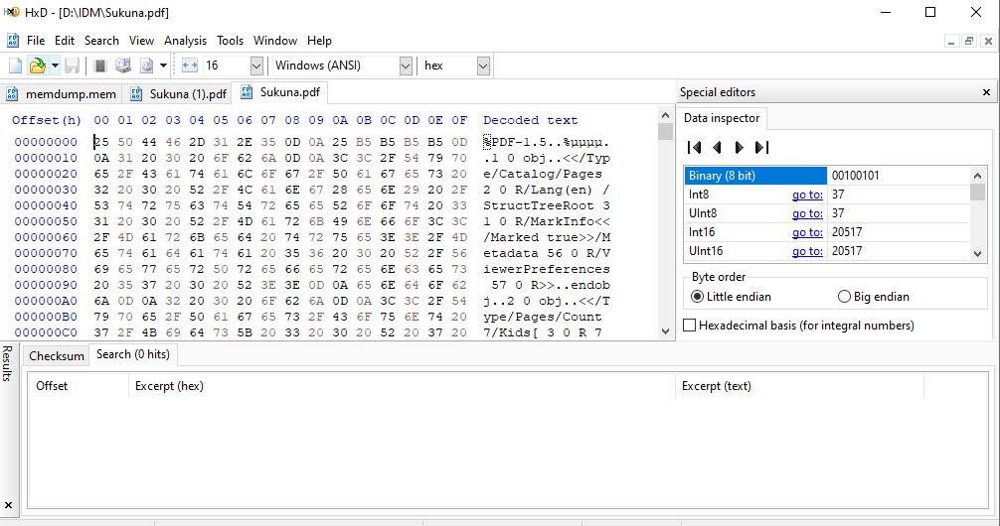 HxD - [D:\IDM\Sukuna.pdf]
File Edit Search View Analysis Tools Window Help
16 Windows (ANSI) hex
memdump.mem Sukuna (1).pdf Sukuna.pdf
Offset(h) 00 01 02 03 04 05 06 07 08 09 0A 0B 0C 0D 0E 0F Decoded text
00000000 25 50 44 46 2D 31 2E 35 0D 0A 25 B5 B5 B5 B5 0D %PDF-1.5..%µµµµ.
00000010 0A 31 20 30 20 6F 62 6A 0D 0A 3C 3C 2F 54 79 70 .1 0 obj..<</Typ
00000020 65 2F 43 61 74 61 6C 6F 67 2F 50 61 67 65 73 20 e/Catalog/Pages
00000030 32 20 30 20 52 2F 4C 61 6E 67 28 65 6E 29 20 2F 2 0 R/Lang(en) /
00000040 53 74 72 75 63 74 54 72 65 65 52 6F 6F 74 20 33 StructTreeRoot 3
00000050 31 20 30 20 52 2F 4D 61 72 6B 49 6E 66 6F 3C 3C 1 0 R/MarkInfo<<
00000060 2F 4D 61 72 6B 65 64 20 74 72 75 65 3E 3E 2F 4D /Marked true>>/M
00000070 65 74 61 64 61 74 61 20 35 36 20 30 20 52 2F 56 etadata 56 0 R/V
00000080 69 65 77 65 72 50 72 65 66 65 72 65 6E 63 65 73 iewerPreferences
00000090 20 35 37 20 30 20 52 3E 3E 0D 0A 65 6E 64 6F 62 57 0 R>>..endob
000000A0 6A 0D 0A 32 20 30 20 6F 62 6A 0D 0A 3C 3C 2F 54 j..2 0 obj..<</T
000000B0 79 70 65 2F 50 61 67 65 73 2F 43 6F 75 6E 74 20 ype/Pages/Count
000000C0 37 2F 4B 69 64 73 5B 20 33 20 30 20 52 20 37 20 7/Kids[ 3 0 R 7
Special editors
Data inspector
Binary (8 bit) 00100101
Int8 go to: 37
UInt8 go to: 37
Int16 go to: 20517
UInt16 go to: 20517
Byte order
Little endian Big endian
Hexadecimal basis (for integral numbers)
Results
Checksum Search (0 hits)
Offset Excerpt (hex) Excerpt (text)